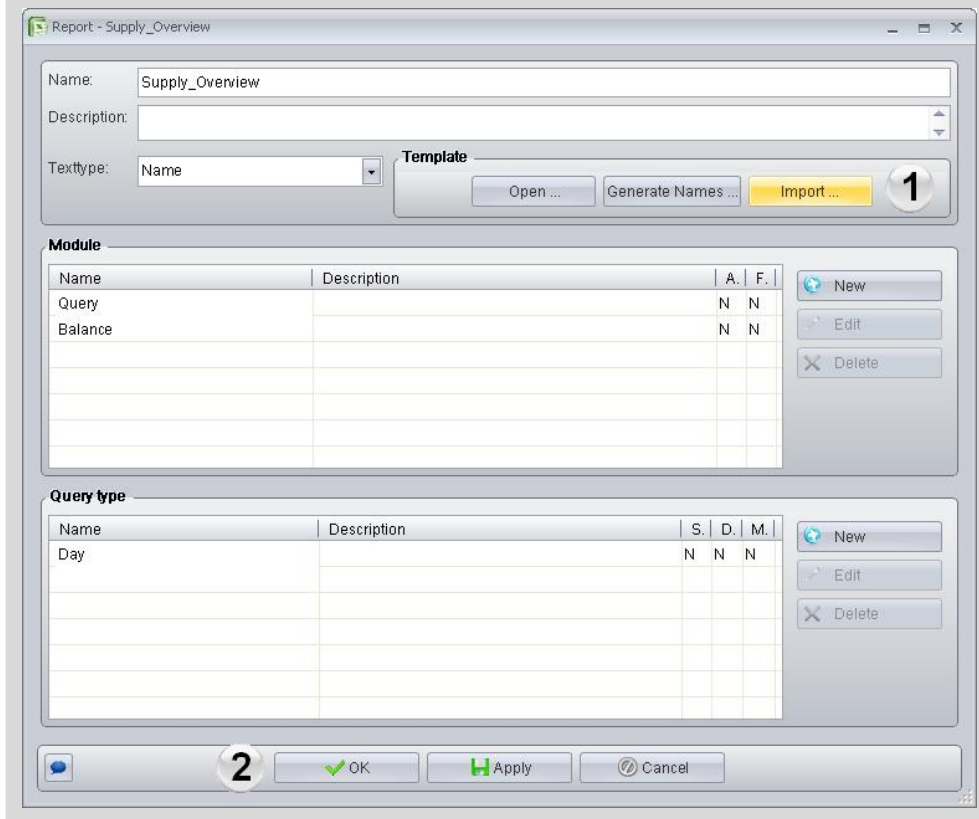 Report - Supply_Overview
Name: Supply_Overview
Description:
Texttype: Name
Template
Open ... Generate Names ... Import ... 1
Module
Name Description A. F.
Query N N
Balance N N
New
Edit
Delete
Query type
Name Description S. D. M.
Day N N N
New
Edit
Delete
2 OK Apply Cancel